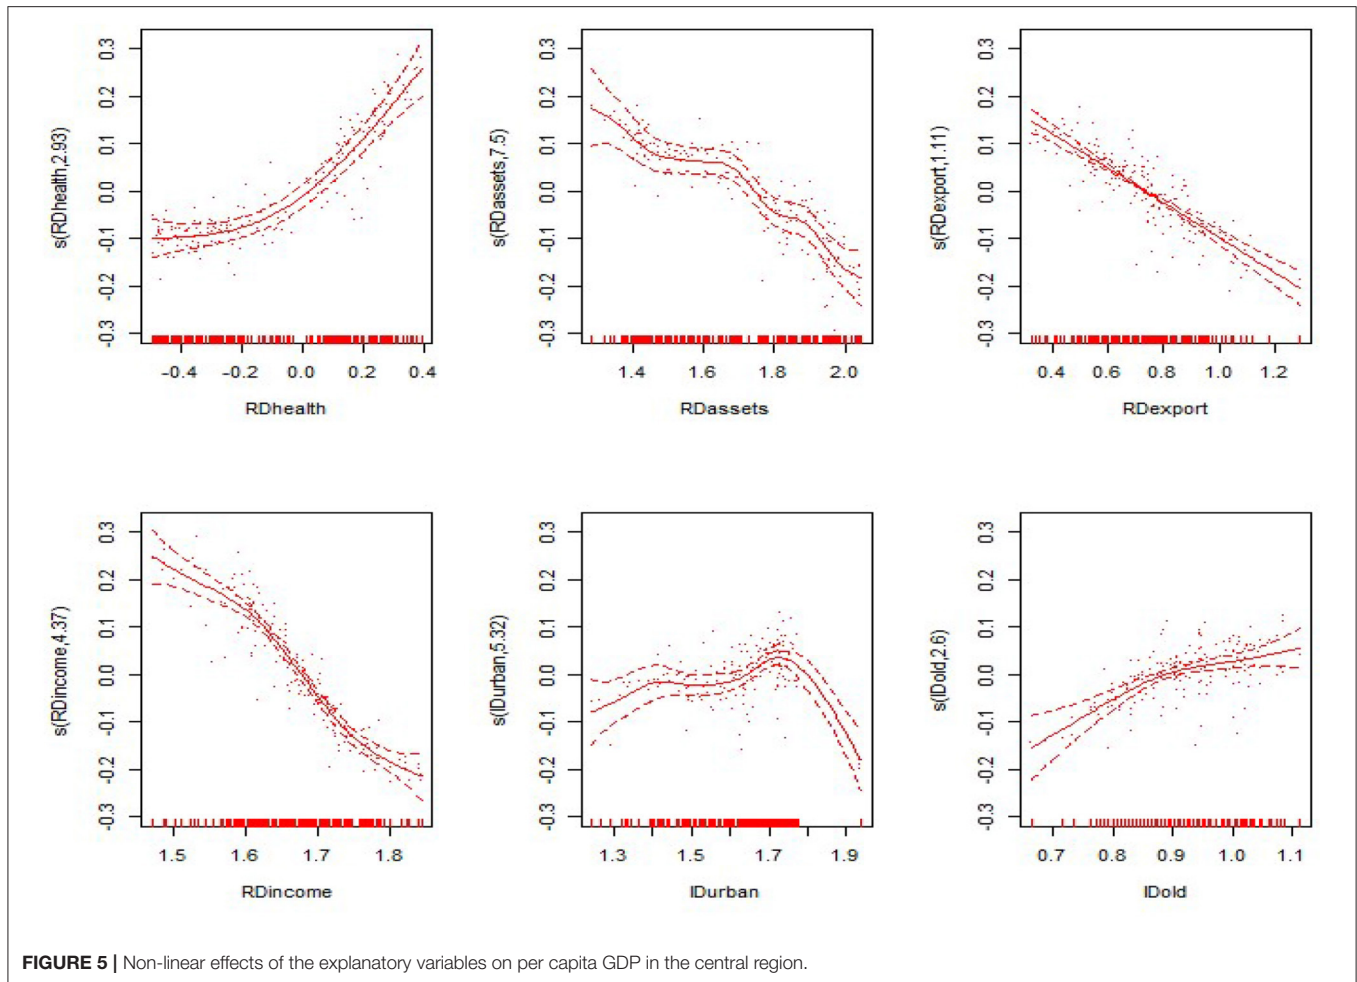 0.3
0.2
0.1
0.0
-0.1
-0.2
-0.3
s(RDhealth,2.93)
-0.4 -0.2 0.0 0.2 0.4
RDhealth
0.3
0.2
0.1
0.0
-0.1
-0.2
-0.3
s(RDassets,7.5)
1.4 1.6 1.8 2.0
RDassets
0.3
0.2
0.1
0.0
-0.1
-0.2
-0.3
s(RDexport,1.11)
0.4 0.6 0.8 1.0 1.2
RDexport
0.3
0.2
0.1
0.0
-0.1
-0.2
-0.3
s(RDincome,4.37)
1.5 1.6 1.7 1.8
RDincome
0.3
0.2
0.1
0.0
-0.1
-0.2
-0.3
s(IDurban,5.32)
1.3 1.5 1.7 1.9
IDurban
0.3
0.2
0.1
0.0
-0.1
-0.2
-0.3
s(IDold,2.6)
0.7 0.8 0.9 1.0 1.1
IDold
FIGURE 5 | Non-linear effects of the explanatory variables on per capita GDP in the central region.